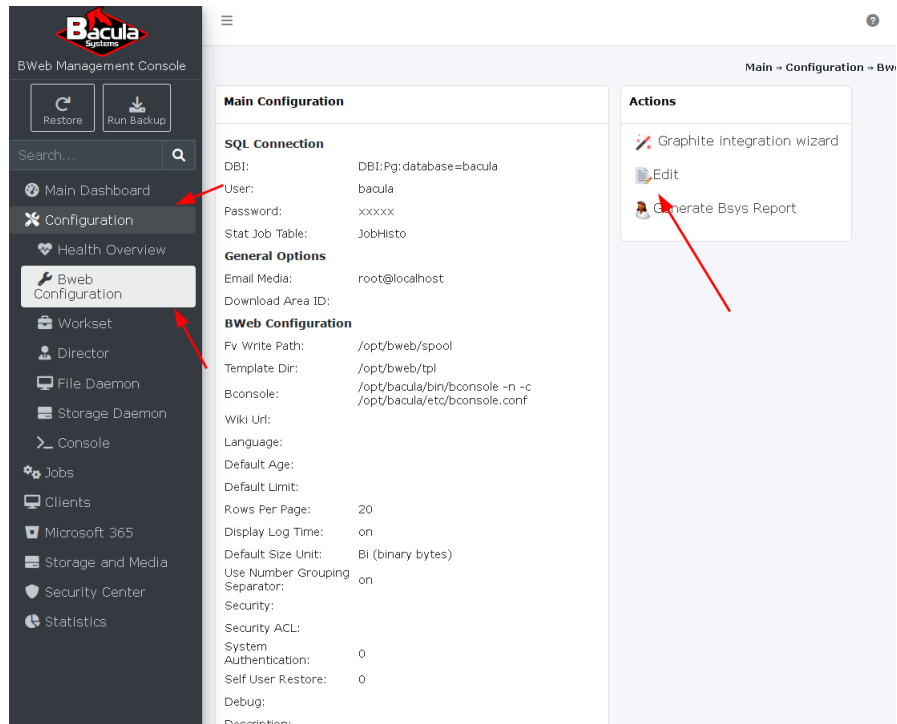 Bacula
Systems
BWeb Management Console
Restore
Run Backup
Search...
Main Dashboard
Configuration
Health Overview
Bweb
Configuration
Workset
Director
File Daemon
Storage Daemon
Console
Jobs
Clients
Microsoft 365
Storage and Media
Security Center
Statistics
Main → Configuration →
Main Configuration
SQL Connection
DBI: DBI:Pg:database=bacula
User: bacula
Password: xxxxx
Stat Job Table: JobHisto
General Options
Email Media: root@localhost
Download Area ID:
BWeb Configuration
Fv Write Path: /opt/bweb/spool
Template Dir: /opt/bweb/tpl
Bconsole: /opt/bacula/bin/bconsole -n -c
/opt/bacula/etc/bconsole.conf
Wiki Url:
Language:
Default Age:
Default Limit:
Rows Per Page: 20
Display Log Time: on
Default Size Unit: Bi (binary bytes)
Use Number Grouping
Separator: on
Security:
Security ACL:
System
Authentication: 0
Self User Restore: 0
Debug:
Description:
Actions
Graphite integration wizard
Edit
Generate Bsys Report